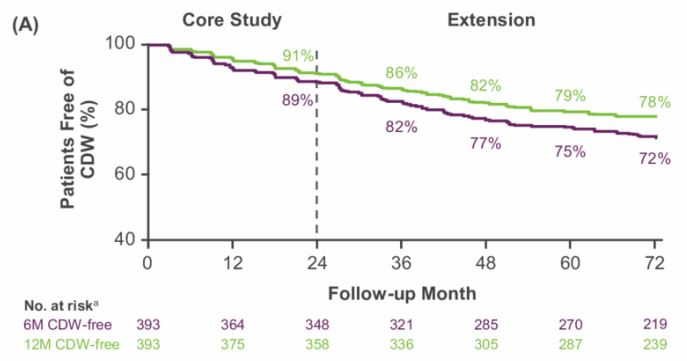 (A)
Core Study
Extension
100
80
60
40
Patients Free of
CDW (%)
91%
86%
82%
79%
78%
89%
82%
77%
75%
72%
0 12 24 36 48 60 72
Follow-up Month
No. at riskᵃ
6M CDW-free 393 364 348 321 285 270 219
12M CDW-free 393 375 358 336 305 287 239